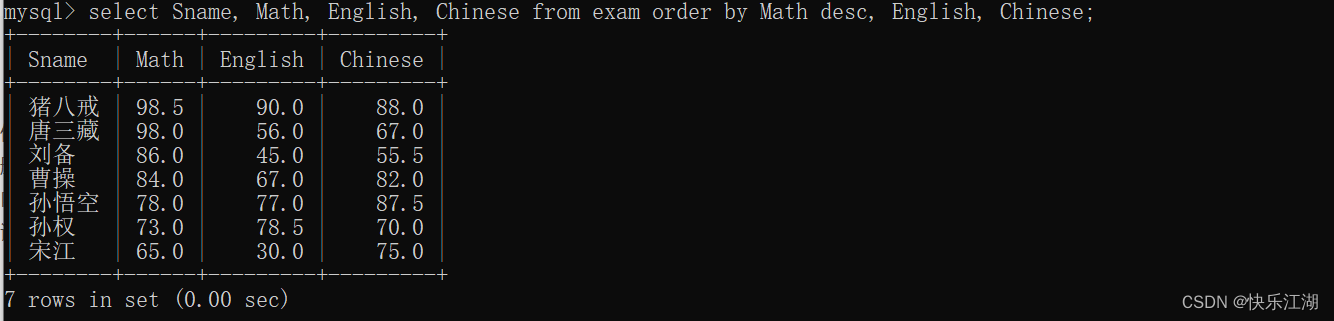 mysql> select Sname, Math, English, Chinese from exam order by Math desc, English, Chinese;
+--------+------+---------+---------+
| Sname  | Math | English | Chinese |
+--------+------+---------+---------+
| 猪八戒 | 98.5 |    90.0 |    88.0 |
| 唐三藏 | 98.0 |    56.0 |    67.0 |
| 刘备   | 86.0 |    45.0 |    55.5 |
| 曹操   | 84.0 |    67.0 |    82.0 |
| 孙悟空 | 78.0 |    77.0 |    87.5 |
| 孙权   | 73.0 |    78.5 |    70.0 |
| 宋江   | 65.0 |    30.0 |    75.0 |
+--------+------+---------+---------+
7 rows in set (0.00 sec)
CSDN @快乐江湖